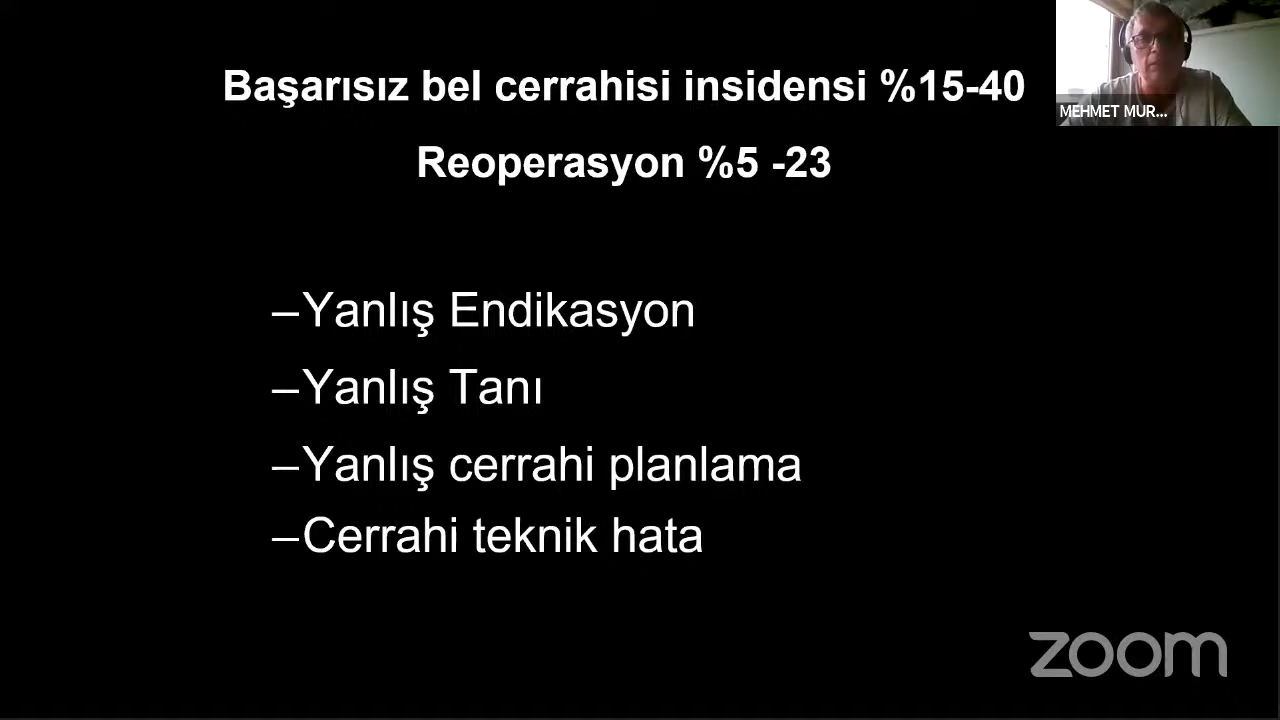 Başarısız bel cerrahisi insidensi %15-40
MEHMET MUR...
Reoperasyon %5 -23
–Yanlış Endikasyon
–Yanlış Tanı
–Yanlış cerrahi planlama
–Cerrahi teknik hata
zoom